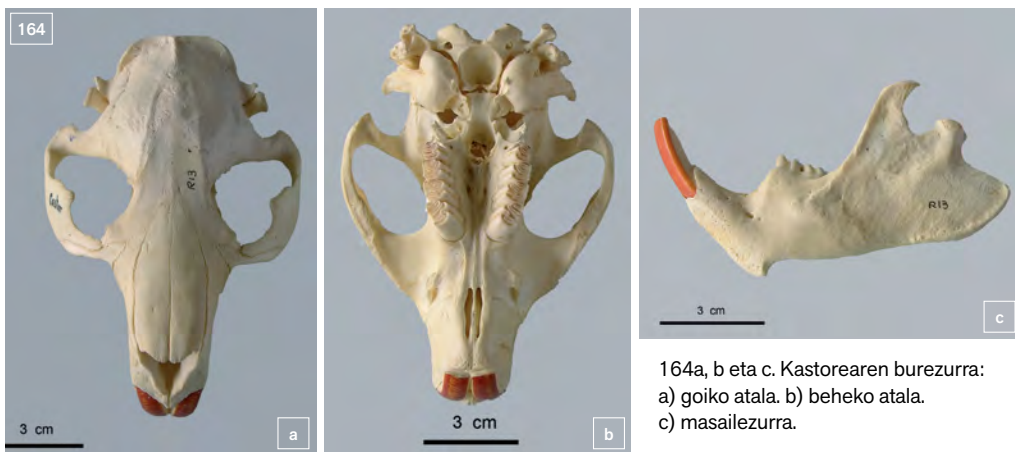 164
R13
3 cm
a
3 cm
b
R13
3 cm
c
164a, b eta c. Kastorearen burezurra:
a) goiko atala. b) beheko atala.
c) masailezurra.